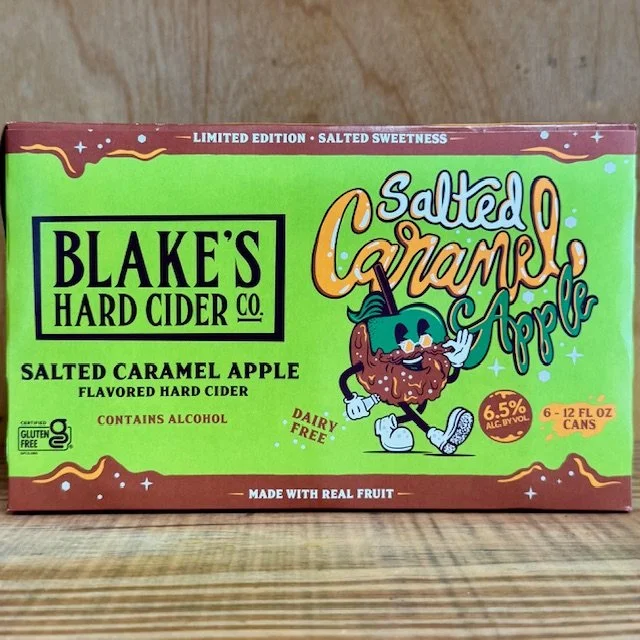 LIMITED EDITION • SALTED SWEETNESS
BLAKE'S
HARD CIDER CO.
SALTED CARAMEL APPLE
FLAVORED HARD CIDER
CONTAINS ALCOHOL
CERTIFIED
GLUTEN
FREE
Salted
Caramel
Apple
DAIRY
FREE
6.5%
ALC. BY VOL.
6 - 12 FL OZ
CANS
MADE WITH REAL FRUIT